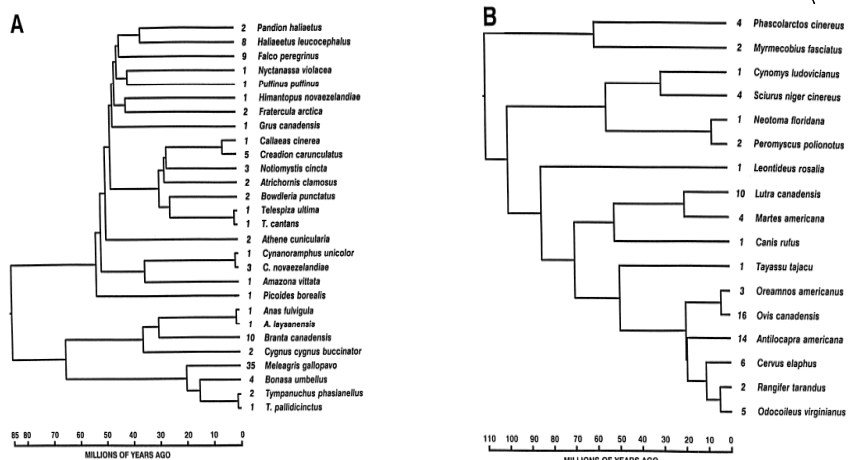 A
2 Pandion haliaetus
8 Haliaeetus leucocephalus
9 Falco peregrinus
1 Nyctanassa violacea
1 Puffinus puffinus
1 Himantopus novaezelandiae
2 Fratercula arctica
1 Grus canadensis
1 Callaeas cinerea
5 Creadion carunculatus
3 Notiomystis cincta
2 Atrichornis clamosus
2 Bowdleria punctatus
1 Telespiza ultima
1 T. cantans
2 Athene cunicularia
1 Cynanoramphus unicolor
3 C. novaezelandiae
1 Amazona vittata
1 Picoides borealis
1 Anas fulvigula
1 A. laysanensis
10 Branta canadensis
2 Cygnus cygnus buccinator
35 Meleagris gallopavo
4 Bonasa umbellus
2 Tympanuchus phasianellus
1 T. pallidicinctus
85 80 70 60 50 40 30 20 10 0
MILLIONS OF YEARS AGO
B
4 Phascolarctos cinereus
2 Myrmecobius fasciatus
1 Cynomys ludovicianus
4 Sciurus niger cinereus
1 Neotoma floridana
2 Peromyscus polionotus
1 Leontideus rosalia
10 Lutra canadensis
4 Martes americana
1 Canis rufus
1 Tayassu tajacu
3 Oreamnos americanus
16 Ovis canadensis
14 Antilocapra americana
6 Cervus elaphus
2 Rangifer tarandus
5 Odocoileus virginianus
110 100 90 80 70 60 50 40 30 20 10 0
MILLIONS OF YEARS AGO